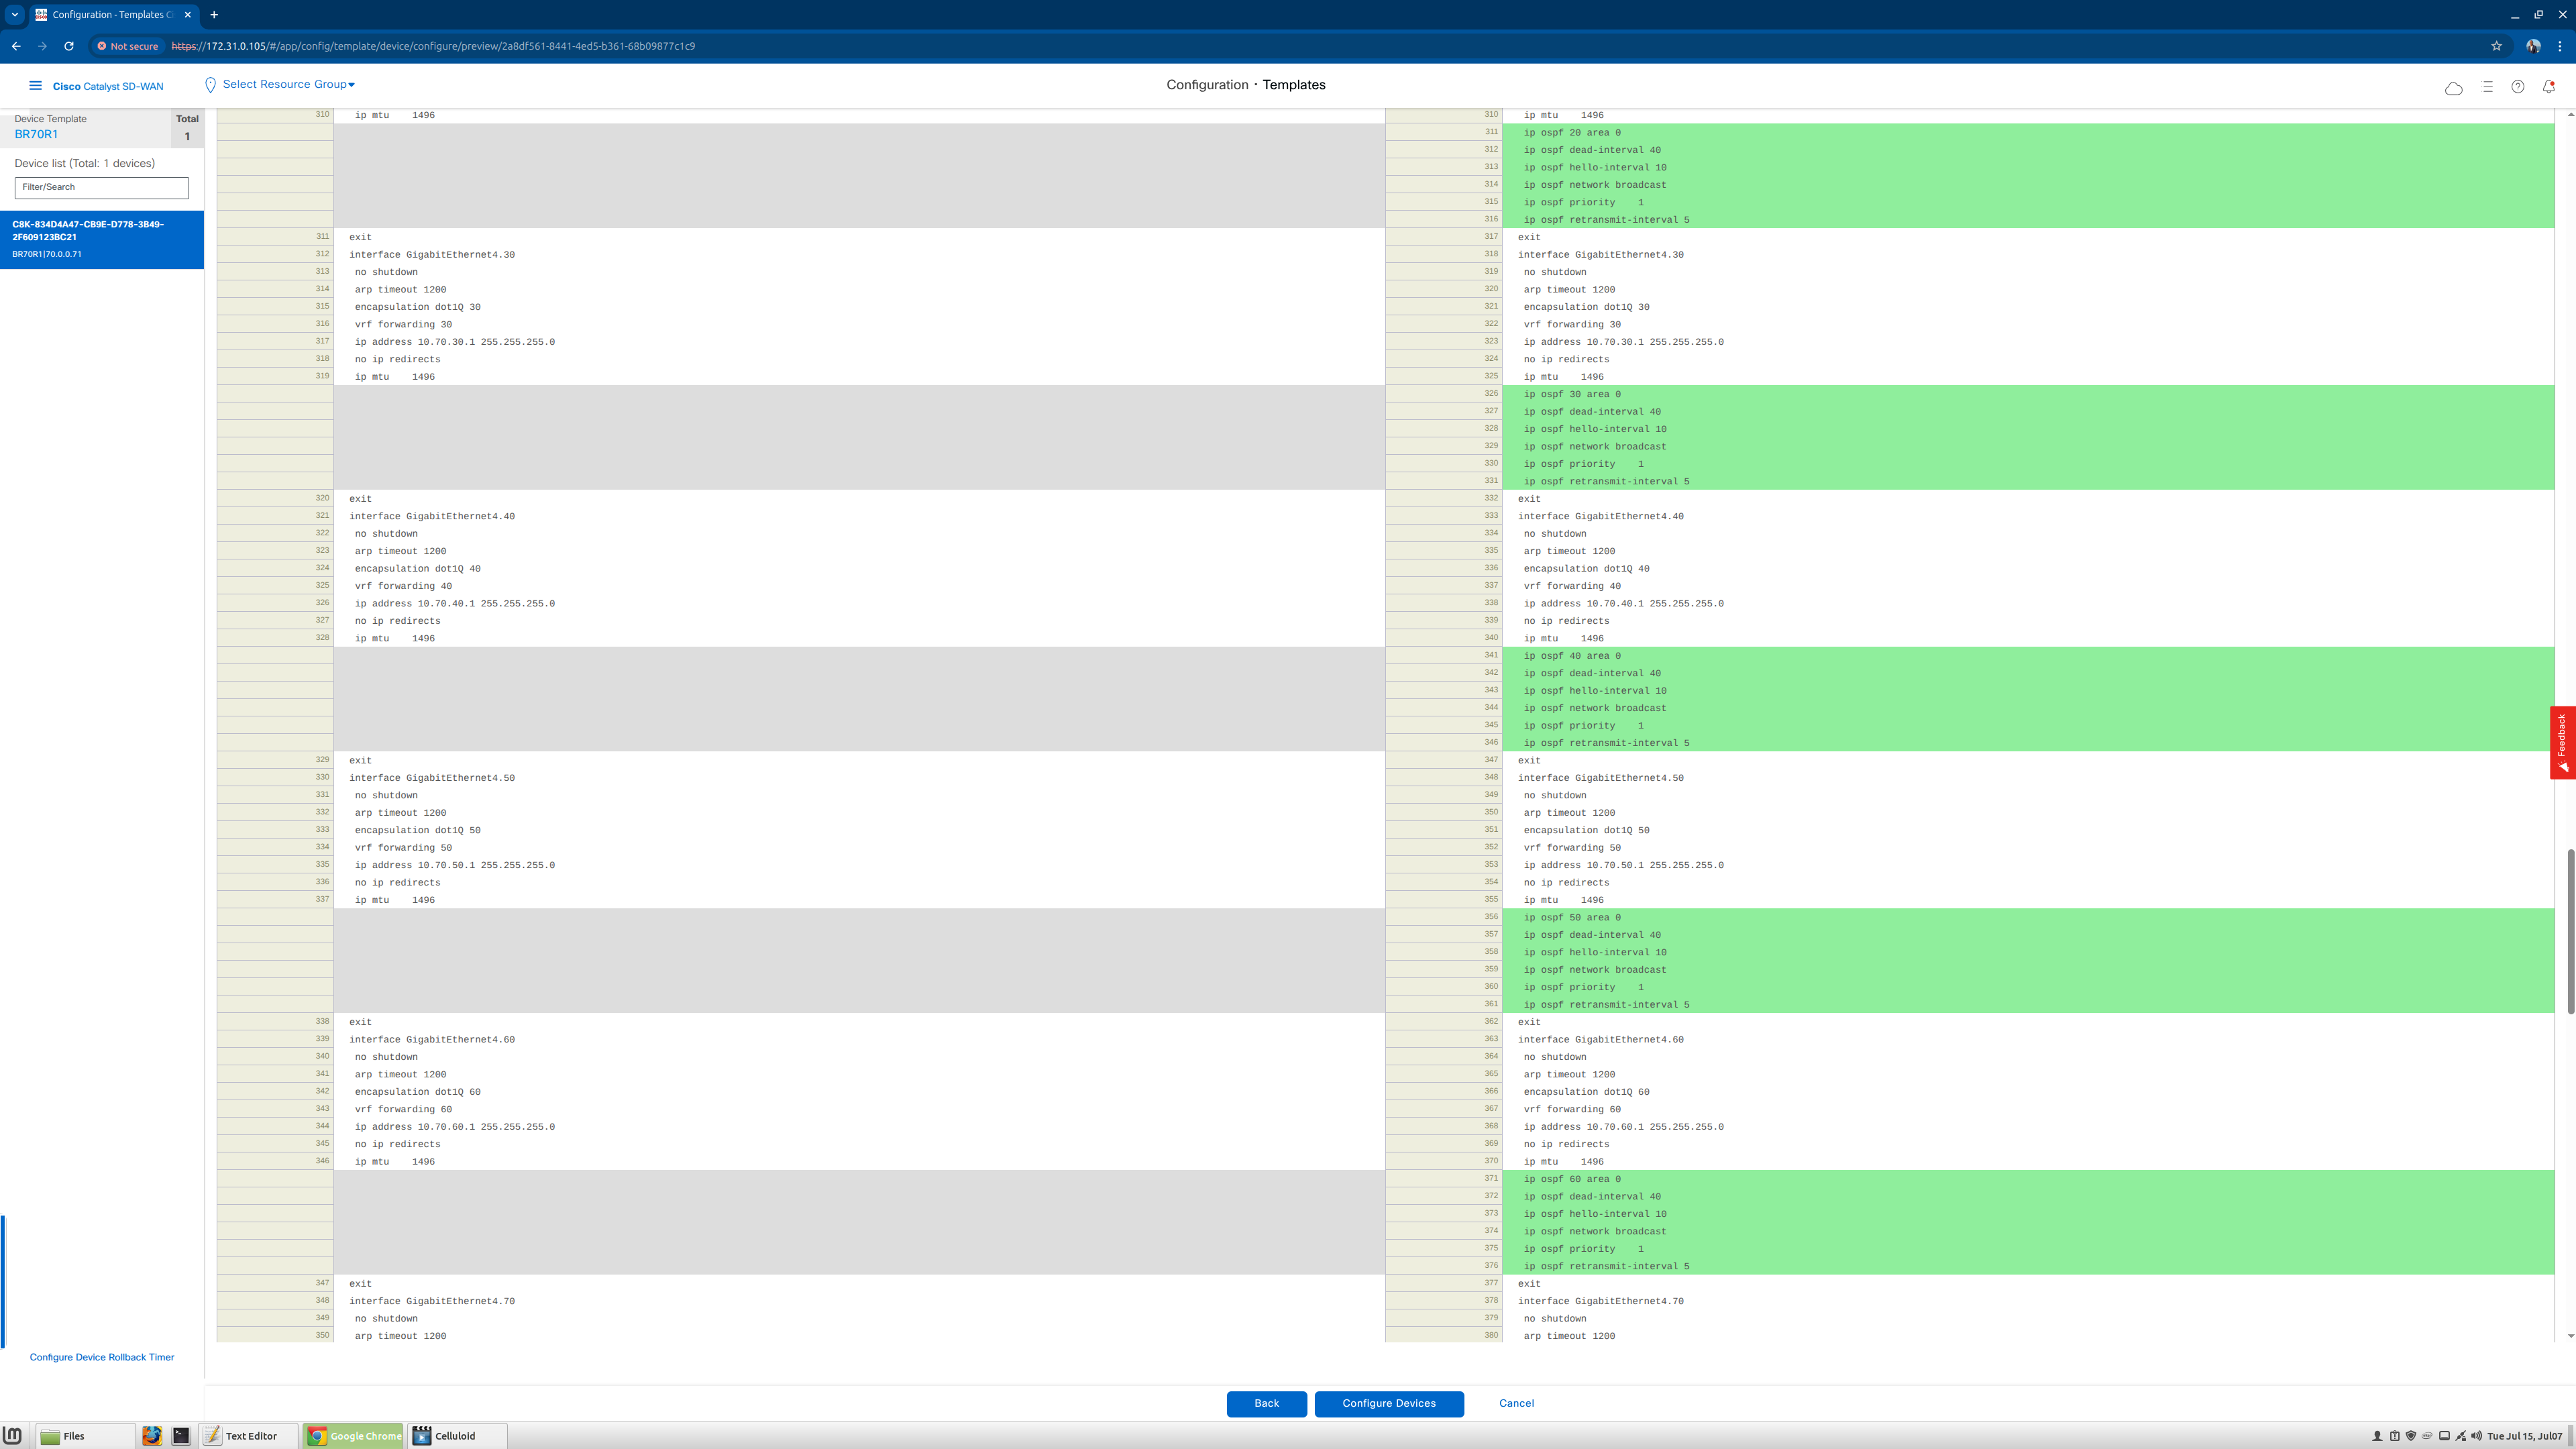 Configuration - Templates C
Not secure https://172.31.0.105/#/app/config/template/device/configure/preview/2a8df561-8441-4ed5-b361-68b09877c1c9
Cisco Catalyst SD-WAN
Select Resource Group
Configuration · Templates
Device Template
BR70R1
Total
1
Device list (Total: 1 devices)
Filter/Search
C8K-834D4A47-CB9E-D778-3B49-
2F609123BC21
BR70R1|70.0.0.71
Configure Device Rollback Timer
310 ip mtu 1496
311 exit
312 interface GigabitEthernet4.30
313 no shutdown
314 arp timeout 1200
315 encapsulation dot1Q 30
316 vrf forwarding 30
317 ip address 10.70.30.1 255.255.255.0
318 no ip redirects
319 ip mtu 1496
320 exit
321 interface GigabitEthernet4.40
322 no shutdown
323 arp timeout 1200
324 encapsulation dot1Q 40
325 vrf forwarding 40
326 ip address 10.70.40.1 255.255.255.0
327 no ip redirects
328 ip mtu 1496
329 exit
330 interface GigabitEthernet4.50
331 no shutdown
332 arp timeout 1200
333 encapsulation dot1Q 50
334 vrf forwarding 50
335 ip address 10.70.50.1 255.255.255.0
336 no ip redirects
337 ip mtu 1496
338 exit
339 interface GigabitEthernet4.60
340 no shutdown
341 arp timeout 1200
342 encapsulation dot1Q 60
343 vrf forwarding 60
344 ip address 10.70.60.1 255.255.255.0
345 no ip redirects
346 ip mtu 1496
347 exit
348 interface GigabitEthernet4.70
349 no shutdown
350 arp timeout 1200
310 ip mtu 1496
311 ip ospf 20 area 0
312 ip ospf dead-interval 40
313 ip ospf hello-interval 10
314 ip ospf network broadcast
315 ip ospf priority 1
316 ip ospf retransmit-interval 5
317 exit
318 interface GigabitEthernet4.30
319 no shutdown
320 arp timeout 1200
321 encapsulation dot1Q 30
322 vrf forwarding 30
323 ip address 10.70.30.1 255.255.255.0
324 no ip redirects
325 ip mtu 1496
326 ip ospf 30 area 0
327 ip ospf dead-interval 40
328 ip ospf hello-interval 10
329 ip ospf network broadcast
330 ip ospf priority 1
331 ip ospf retransmit-interval 5
332 exit
333 interface GigabitEthernet4.40
334 no shutdown
335 arp timeout 1200
336 encapsulation dot1Q 40
337 vrf forwarding 40
338 ip address 10.70.40.1 255.255.255.0
339 no ip redirects
340 ip mtu 1496
341 ip ospf 40 area 0
342 ip ospf dead-interval 40
343 ip ospf hello-interval 10
344 ip ospf network broadcast
345 ip ospf priority 1
346 ip ospf retransmit-interval 5
347 exit
348 interface GigabitEthernet4.50
349 no shutdown
350 arp timeout 1200
351 encapsulation dot1Q 50
352 vrf forwarding 50
353 ip address 10.70.50.1 255.255.255.0
354 no ip redirects
355 ip mtu 1496
356 ip ospf 50 area 0
357 ip ospf dead-interval 40
358 ip ospf hello-interval 10
359 ip ospf network broadcast
360 ip ospf priority 1
361 ip ospf retransmit-interval 5
362 exit
363 interface GigabitEthernet4.60
364 no shutdown
365 arp timeout 1200
366 encapsulation dot1Q 60
367 vrf forwarding 60
368 ip address 10.70.60.1 255.255.255.0
369 no ip redirects
370 ip mtu 1496
371 ip ospf 60 area 0
372 ip ospf dead-interval 40
373 ip ospf hello-interval 10
374 ip ospf network broadcast
375 ip ospf priority 1
376 ip ospf retransmit-interval 5
377 exit
378 interface GigabitEthernet4.70
379 no shutdown
380 arp timeout 1200
Feedback
Back
Configure Devices
Cancel
Files
Text Editor
Google Chrome
Celluloid
Tue Jul 15, Jul07